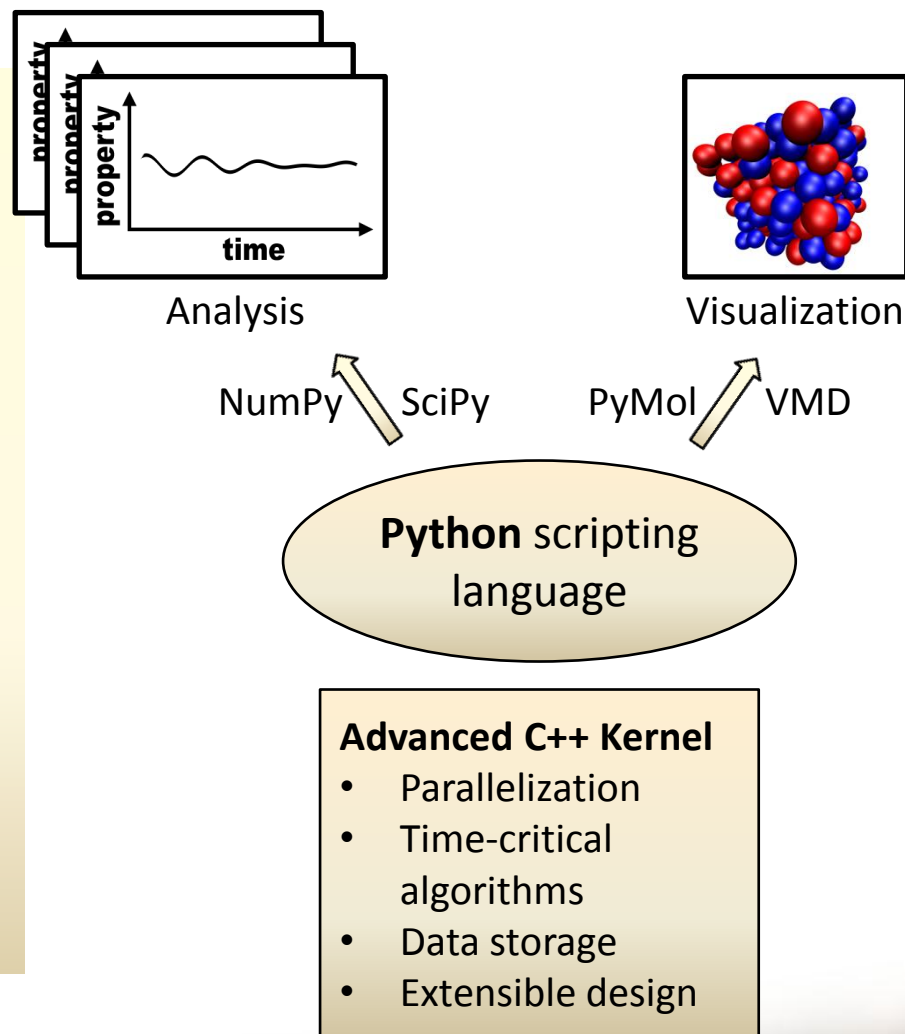 property
property
property
time
Analysis
Visualization
NumPy SciPy
PyMol VMD
Python scripting
language
Advanced C++ Kernel
• Parallelization
• Time-critical
algorithms
• Data storage
• Extensible design